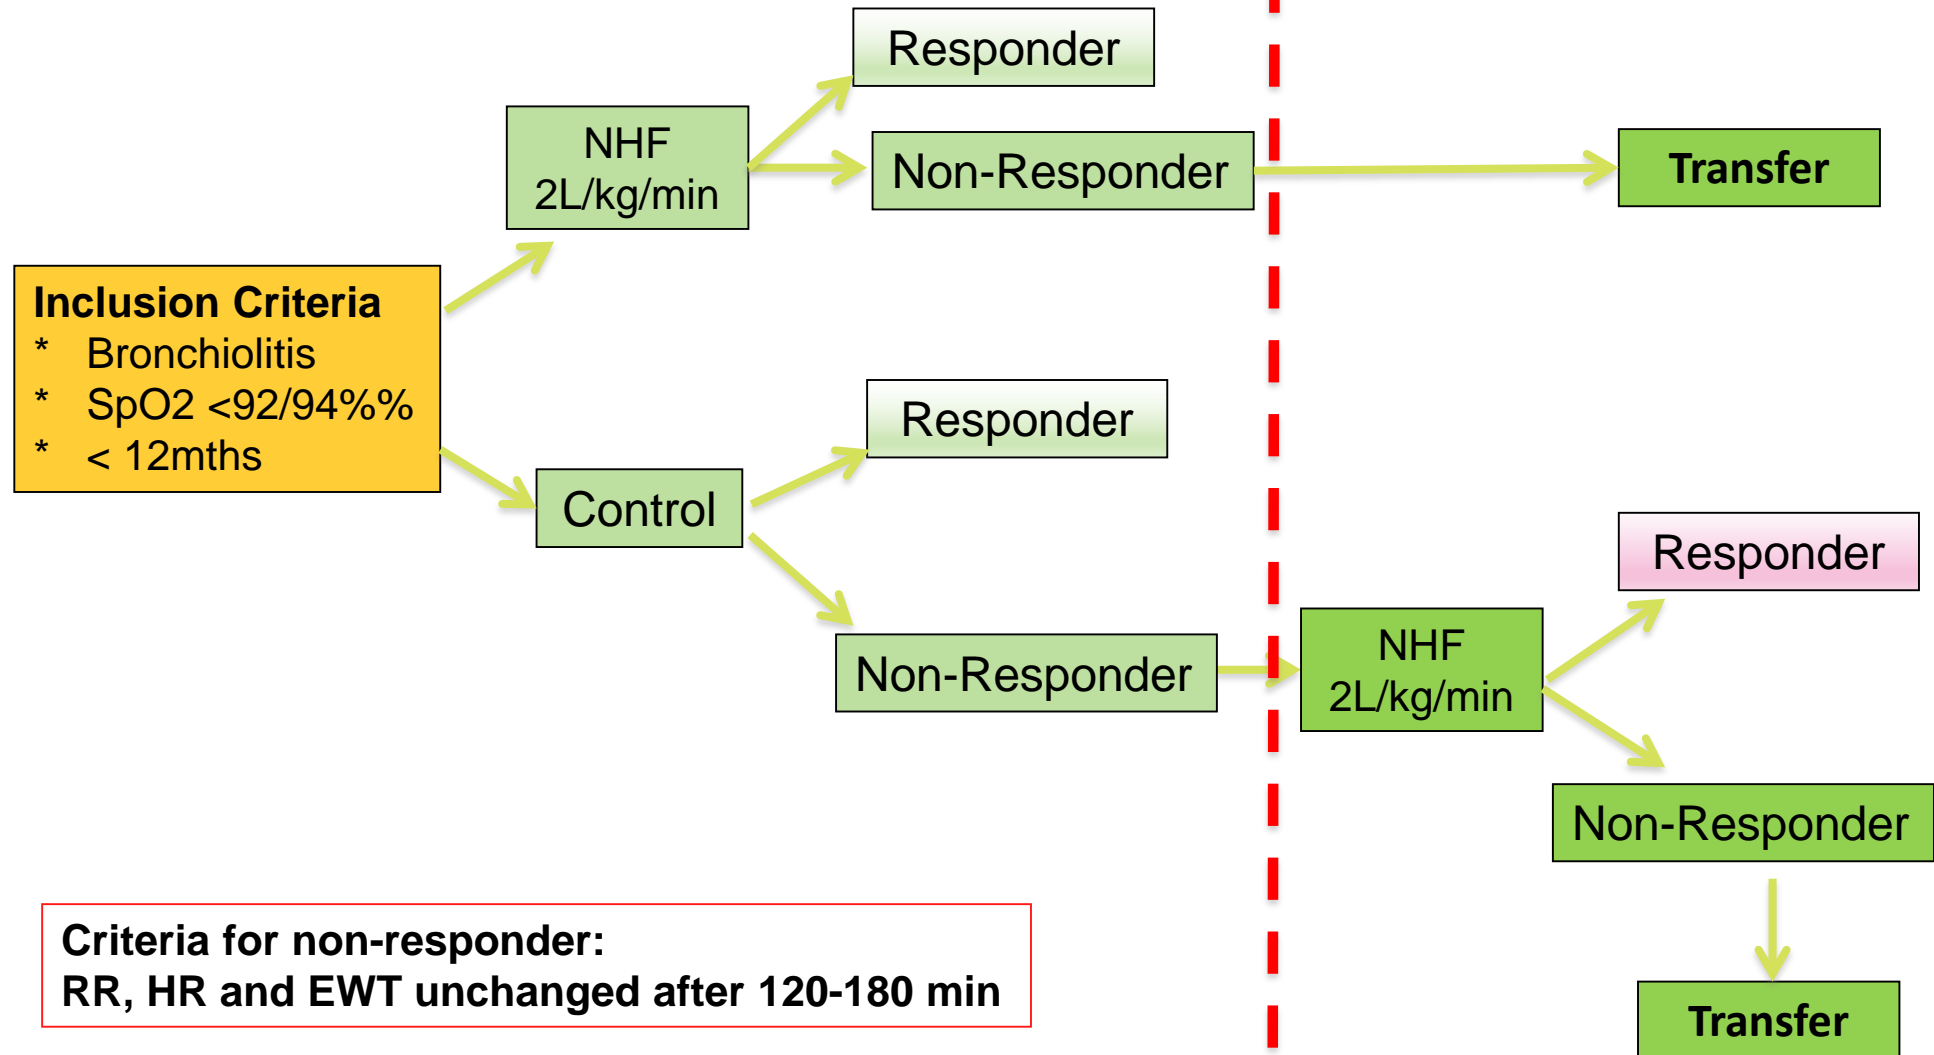 Responder
NHF
2L/kg/min
Non-Responder
Transfer
Inclusion Criteria
* Bronchiolitis
* SpO2 <92/94%%
* < 12mths
Responder
Control
Responder
Non-Responder
NHF
2L/kg/min
Non-Responder
Criteria for non-responder:
RR, HR and EWT unchanged after 120-180 min
Transfer